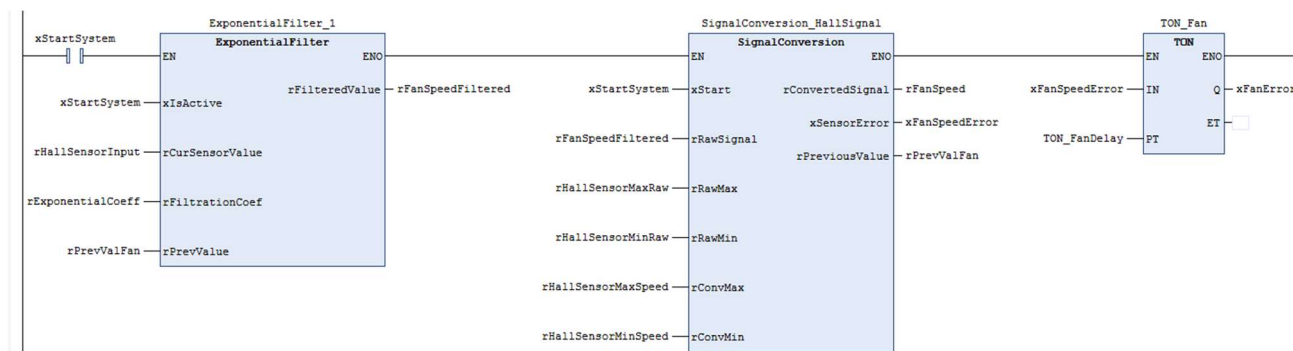 ExponentialFilter_1 SignalConversion_HallSignal TON_Fan
xStartSystem ExponentialFilter SignalConversion TON
EN ENO EN ENO EN ENO
rFilteredValue rFanSpeedFiltered xStartSystem xStart rConvertedSignal rFanSpeed xFanSpeedError IN Q xFanError
xStartSystem xIsActive
xSensorError xFanSpeedError ET
rFanSpeedFiltered rRawSignal TON_FanDelay PT
rHallSensorInput rCurSensorValue rPreviousValue rPrevValFan
rHallSensorMaxRaw rRawMax
rExponentialCoeff rFiltrationCoef
rHallSensorMinRaw rRawMin
rPrevValFan rPrevValue
rHallSensorMaxSpeed rConvMax
rHallSensorMinSpeed rConvMin